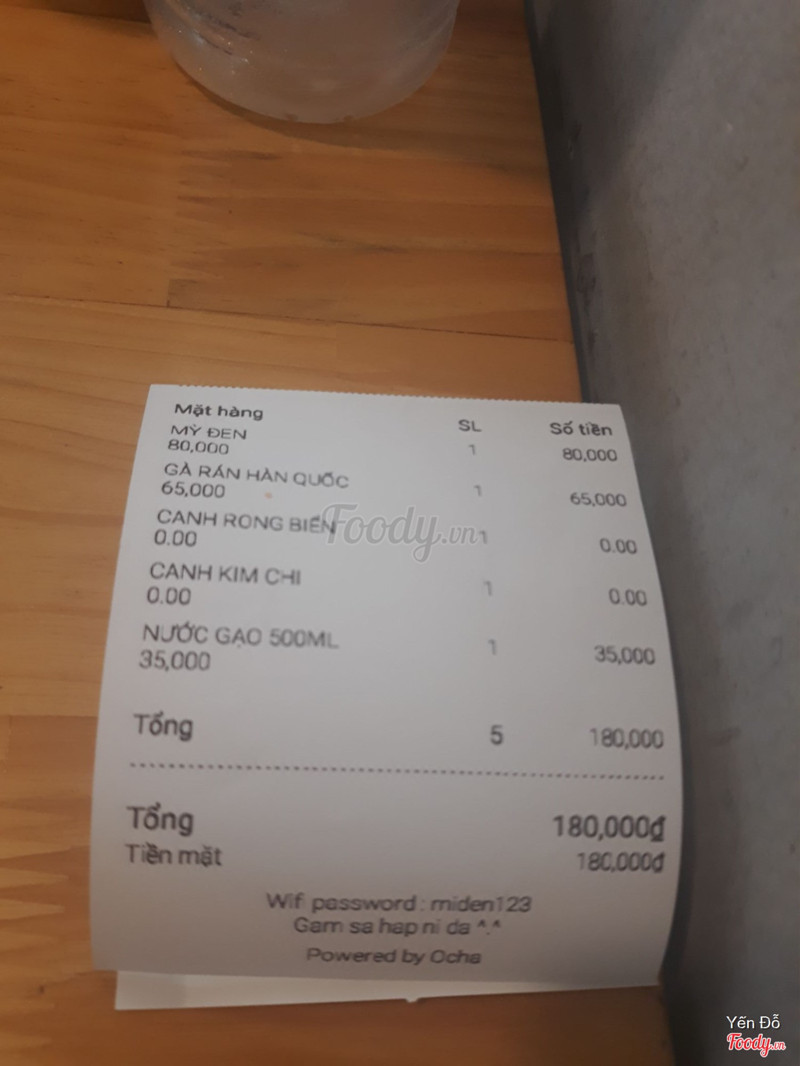 Mặt hàng SL Số tiền
MỲ ĐEN
80,000 1 80,000
GÀ RÁN HÀN QUỐC
65,000 1 65,000
CANH RONG BIỂN
0.00 1 0.00
CANH KIM CHI
0.00 1 0.00
NƯỚC GẠO 500ML
35,000 1 35,000
Tổng 5 180,000
Tổng 180,000₫
Tiền mặt 180,000₫
Wifi password : miden123
Gam sa hap ni da ^.^
Powered by Ocha
Foody.vn
Yến Đỗ
Foody.vn